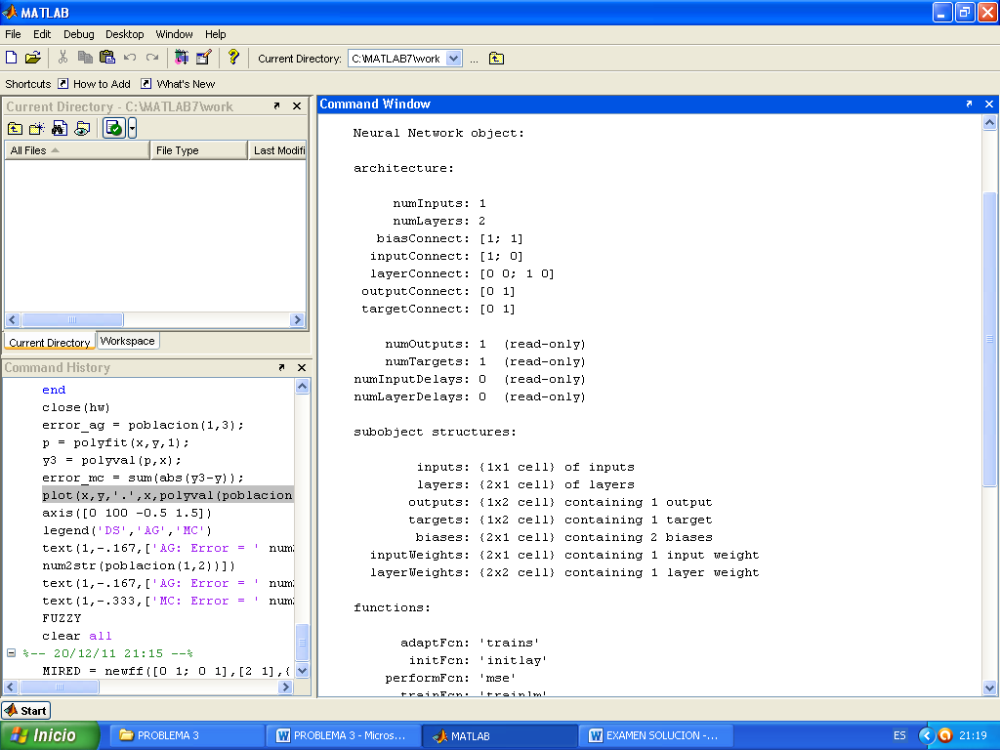 MATLAB
File Edit Debug Desktop Window Help
Current Directory: C:\MATLAB7\work ...
Shortcuts How to Add What's New
Current Directory - C:\MATLAB7\work
All Files File Type Last Modifi
Current Directory Workspace
Command History
end
close(hw)
error_ag = poblacion(1,3);
p = polyfit(x,y,1);
y3 = polyval(p,x);
error_mc = sum(abs(y3-y));
plot(x,y,'.',x,polyval(poblacion
axis([0 100 -0.5 1.5])
legend('DS','AG','MC')
text(1,-.167,['AG: Error = ' num
num2str(poblacion(1,2))])
text(1,-.167,['AG: Error = ' num
text(1,-.333,['MC: Error = ' num
FUZZY
clear all
%-- 20/12/11 21:15 --%
MIRED = newff([0 1; 0 1],[2 1],{
Command Window
Neural Network object:
architecture:
numInputs: 1
numLayers: 2
biasConnect: [1; 1]
inputConnect: [1; 0]
layerConnect: [0 0; 1 0]
outputConnect: [0 1]
targetConnect: [0 1]
numOutputs: 1 (read-only)
numTargets: 1 (read-only)
numInputDelays: 0 (read-only)
numLayerDelays: 0 (read-only)
subobject structures:
inputs: {1x1 cell} of inputs
layers: {2x1 cell} of layers
outputs: {1x2 cell} containing 1 output
targets: {1x2 cell} containing 1 target
biases: {2x1 cell} containing 2 biases
inputWeights: {2x1 cell} containing 1 input weight
layerWeights: {2x2 cell} containing 1 layer weight
functions:
adaptFcn: 'trains'
initFcn: 'initlay'
performFcn: 'mse'
trainFcn: 'trainlm'
Start
Inicio PROBLEMA 3 PROBLEMA 3 - Micros... MATLAB EXAMEN SOLUCION -... ES 21:19